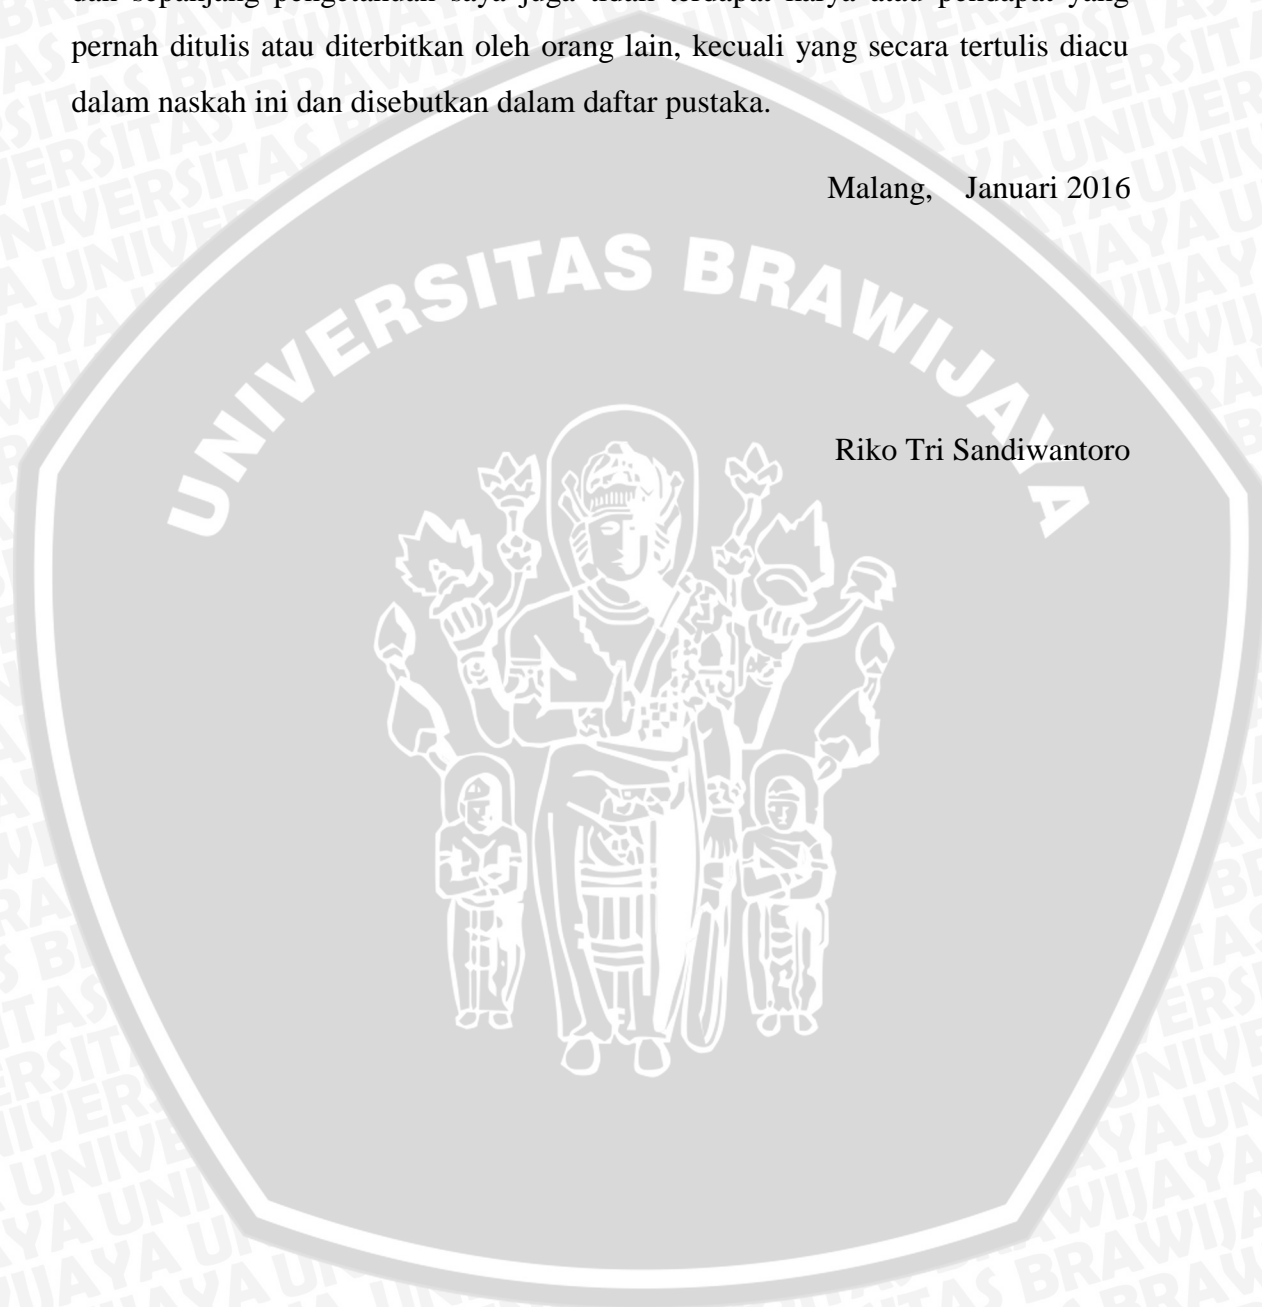 dan sepanjang pengetahuan saya juga tidak terdapat karya atau pendapat yang
pernah ditulis atau diterbitkan oleh orang lain, kecuali yang secara tertulis diacu
dalam naskah ini dan disebutkan dalam daftar pustaka.
Malang, Januari 2016
UNIVERSITAS BRAWIJAYA
Riko Tri Sandiwantoro